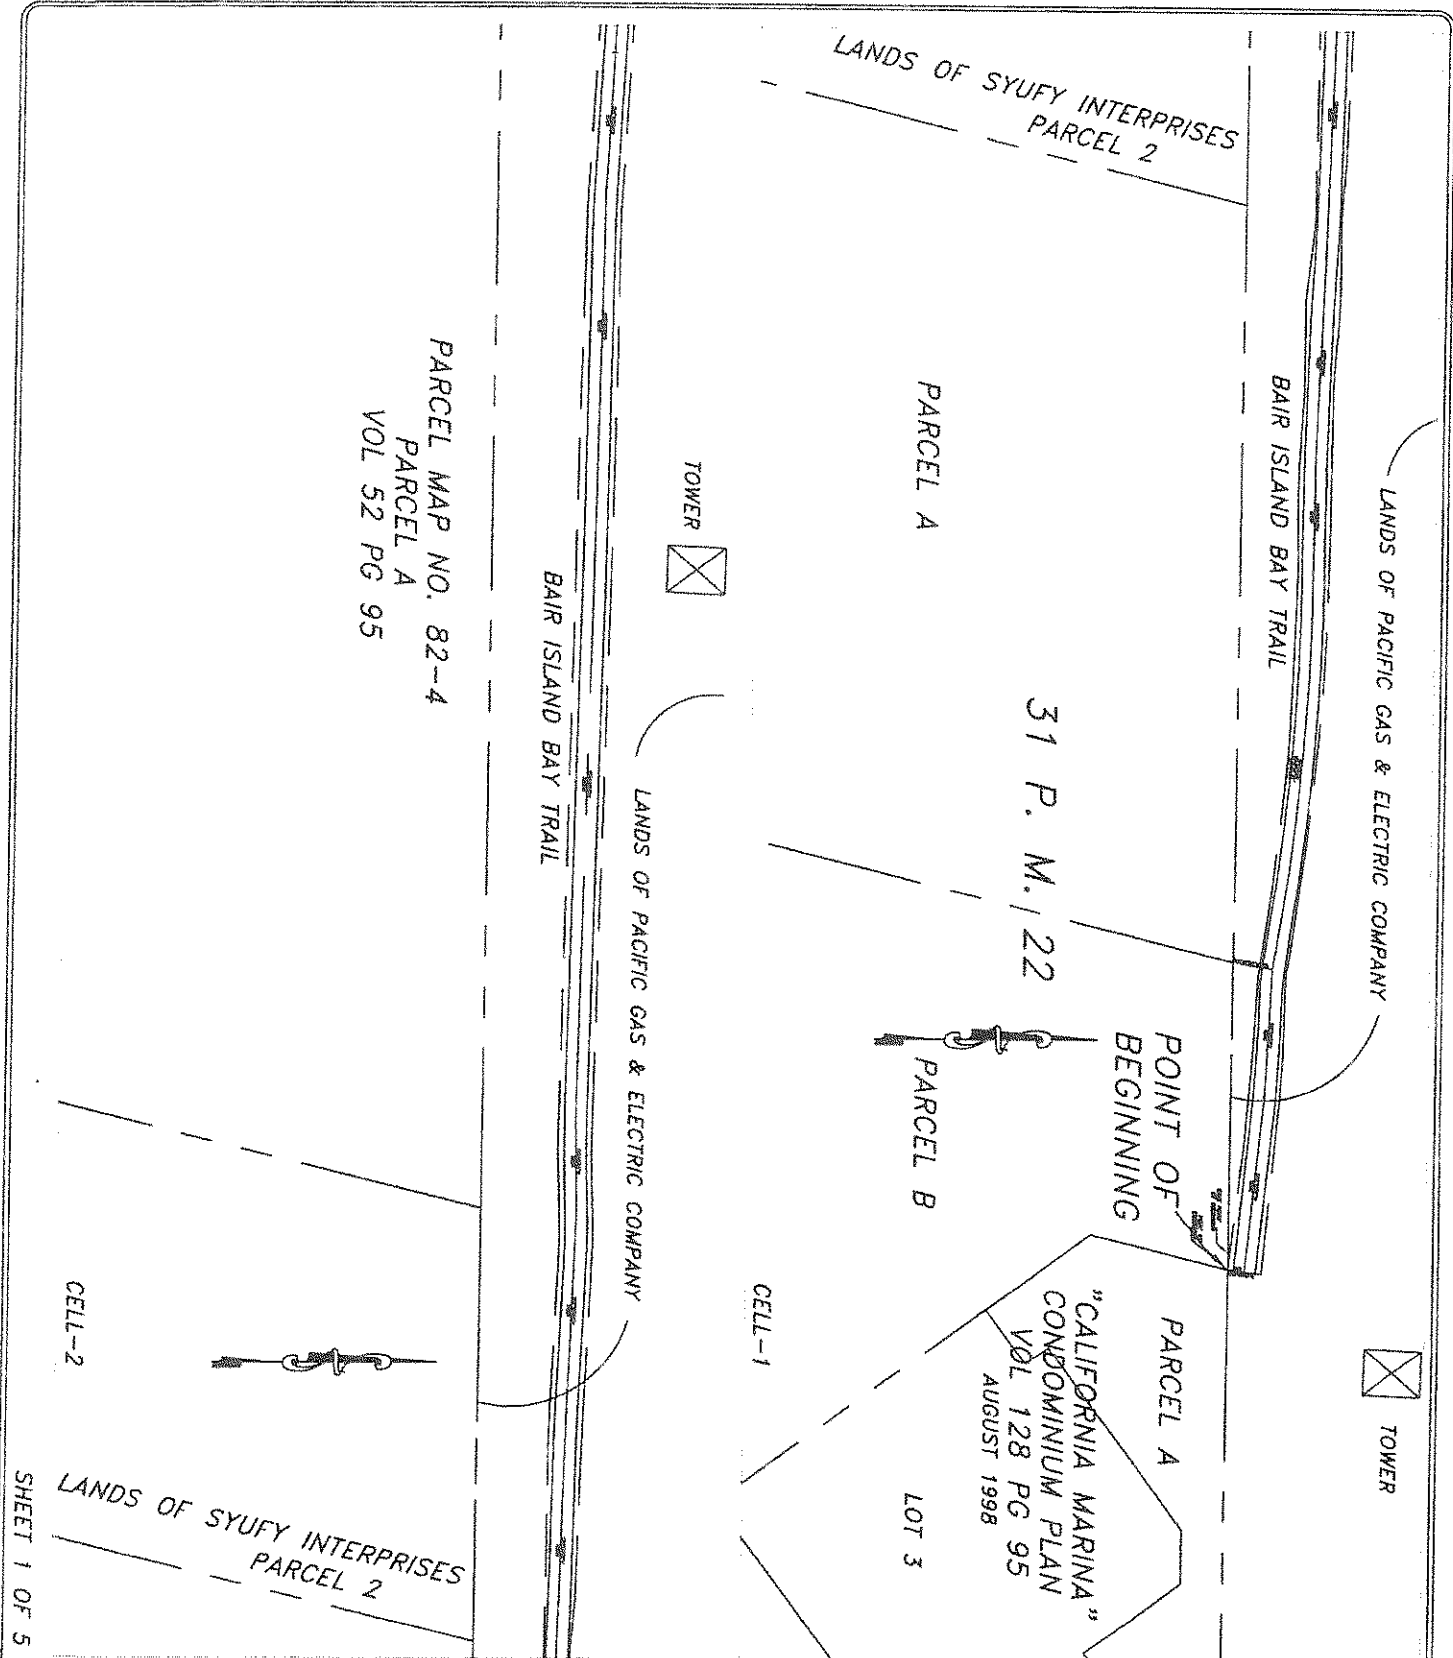 LANDS OF PACIFIC GAS & ELECTRIC COMPANY
TOWER
BAIR ISLAND BAY TRAIL
LANDS OF SYUFY INTERPRISES
PARCEL 2
PARCEL A
31 P. M. 22
POINT OF
BEGINNING
PARCEL B
PARCEL A
"CALIFORNIA MARINA"
CONDOMINIUM PLAN
VOL 128 PG 95
AUGUST 1998
LOT 3
CELL-1
TOWER
LANDS OF PACIFIC GAS & ELECTRIC COMPANY
BAIR ISLAND BAY TRAIL
PARCEL MAP NO. 82-4
PARCEL A
VOL 52 PG 95
LANDS OF SYUFY INTERPRISES
PARCEL 2
CELL-2
SHEET 1 OF 5